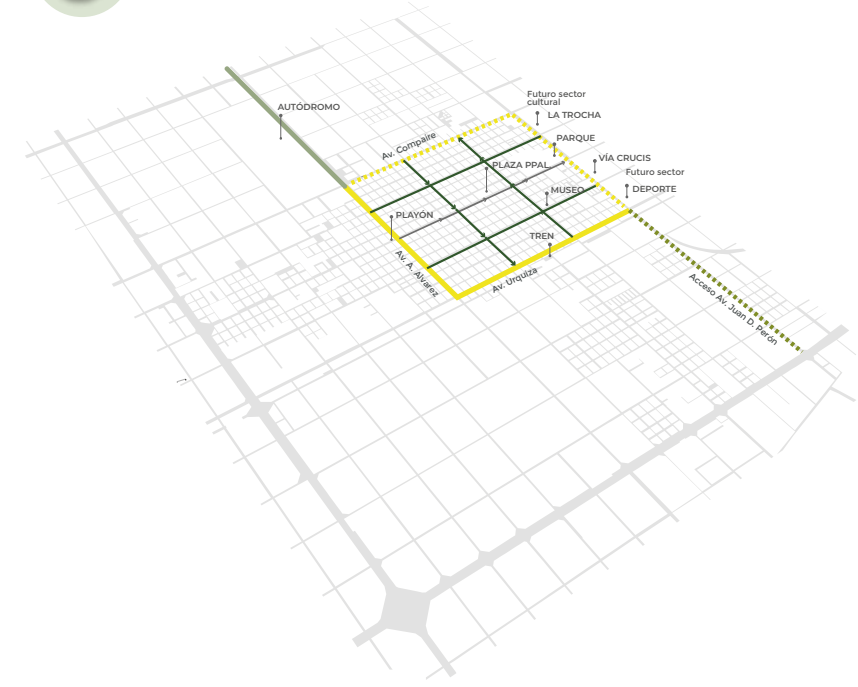 Futuro sector
cultural
AUTÓDROMO
LA TROCHA
Av. Compaire
PARQUE
PLAZA PPAL.
VÍA CRUCIS
Futuro sector
MUSEO
DEPORTE
PLAYÓN
TREN
Av. A. Alvarez
Av. Urquiza
Acceso Av. Juan D. Perón